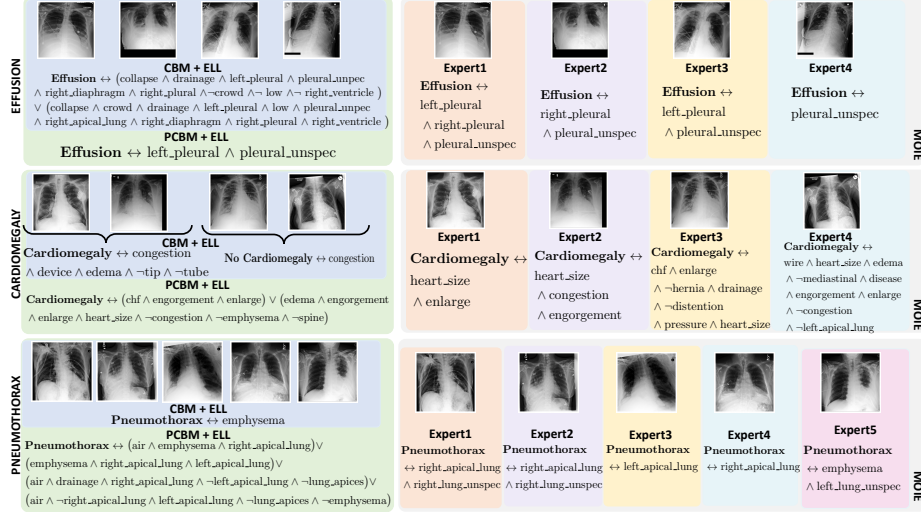 EFFUSION
CBM + ELL
Effusion ↔ (collapse ∧ drainage ∧ left_pleural ∧ pleural_unpec
∧ right_diaphragm ∧ right_plural ∧¬crowd ∧¬ low ∧¬ right_ventricle )
∨ (collapse ∧ crowd ∧ drainage ∧ left_pleural ∧ low ∧ pleural_unspec
∧ right_apical_lung ∧ right_diaphragm ∧ right_pleural ∧ right_ventricle )
PCBM + ELL
Effusion ↔ left_pleural ∧ pleural_unspec
Expert1
Effusion ↔
left_pleural
∧ right_pleural
∧ pleural_unspec
Expert2
Effusion ↔
right_pleural
∧ pleural_unspec
Expert3
Effusion ↔
left_pleural
∧ pleural_unspec
Expert4
Effusion ↔
pleural_unspec
MOIE
CARDIOMEGALY
CBM + ELL
Cardiomegaly ↔ congestion
∧ device ∧ edema ∧ ¬tip ∧ ¬tube
No Cardiomegaly ↔ congestion
PCBM + ELL
Cardiomegaly ↔ (chf ∧ engorgement ∧ enlarge) ∨ (edema ∧ engorgement
∧ enlarge ∧ heart_size ∧ ¬congestion ∧ ¬emphysema ∧ ¬spine)
Expert1
Cardiomegaly ↔
heart_size
∧ enlarge
Expert2
Cardiomegaly ↔
heart_size
∧ congestion
∧ engorgement
Expert3
Cardiomegaly ↔
chf ∧ enlarge
∧ ¬hernia ∧ drainage
∧ ¬distention
∧ pressure ∧ heart_size
Expert4
Cardiomegaly ↔
wire ∧ heart_size ∧ edema
∧ ¬mediastinal ∧ disease
∧ engorgement ∧ enlarge
∧ ¬congestion
∧ ¬left_apical_lung
MOIE
PNEUMOTHORAX
CBM + ELL
Pneumothorax ↔ emphysema
PCBM + ELL
Pneumothorax ↔ (air ∧ emphysema ∧ right_apical_lung)∨
(emphysema ∧ right_apical_lung ∧ left_apical_lung)∨
(air ∧ drainage ∧ right_apical_lung ∧ ¬left_apical_lung ∧ ¬lung_apices)∨
(air ∧ ¬right_apical_lung ∧ left_apical_lung ∧ ¬lung_apices ∧ ¬emphysema)
Expert1
Pneumothorax
↔ right_apical_lung
∧ right_lung_unspec
Expert2
Pneumothorax
↔ right_apical_lung
∧ right_lung_unspec
Expert3
Pneumothorax
↔ left_apical_lung
Expert4
Pneumothorax
↔ right_apical_lung
Expert5
Pneumothorax
↔ emphysema
∧ left_lung_unspec
MOIE